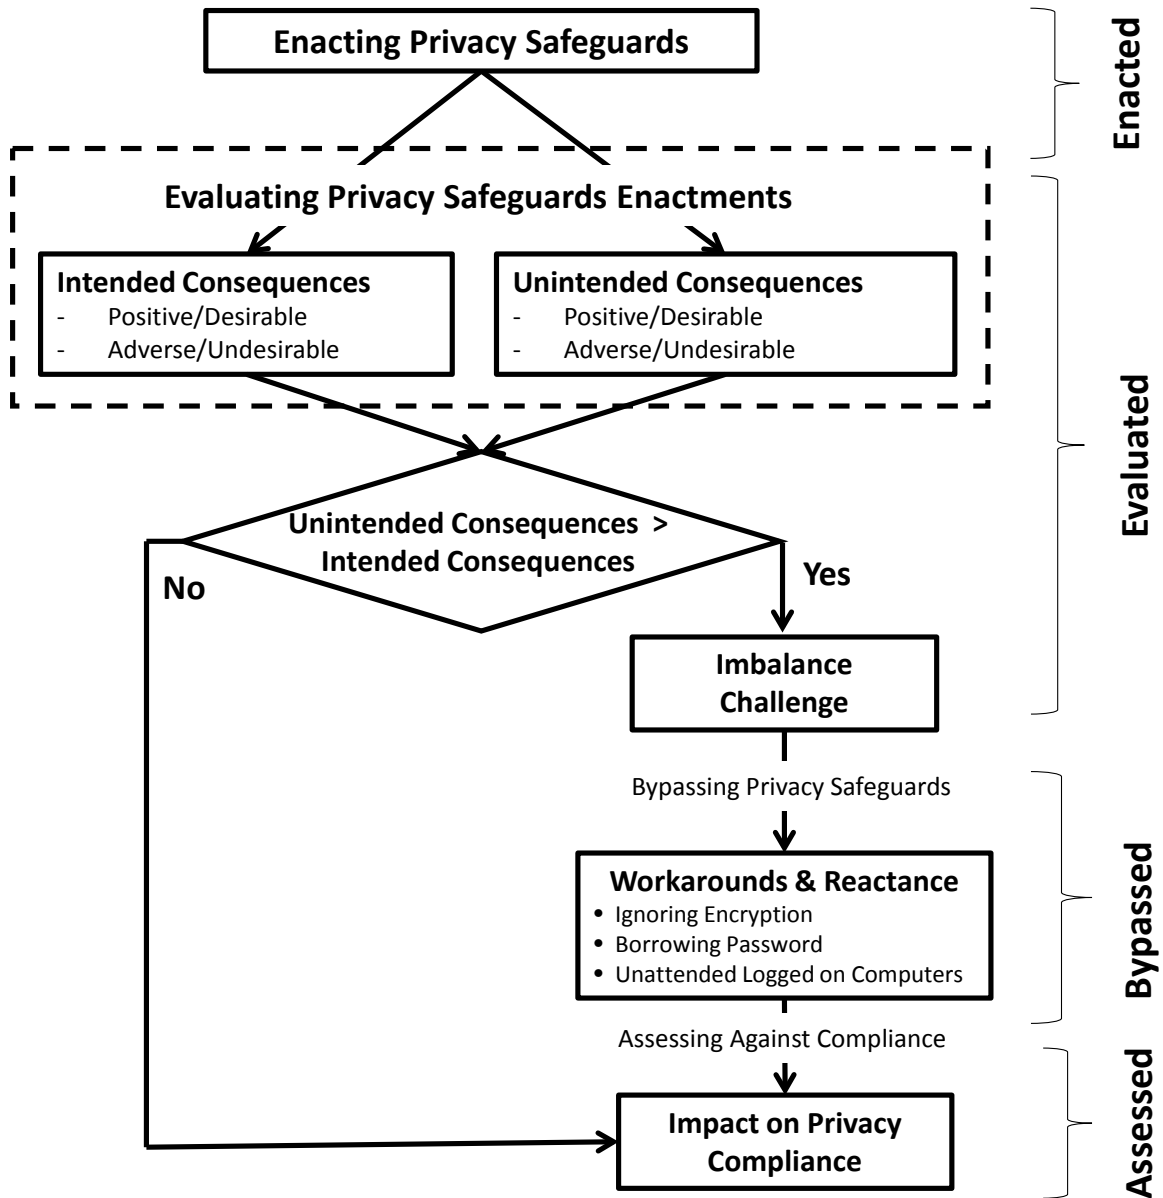 Enacting Privacy Safeguards
Enacted
Evaluating Privacy Safeguards Enactments
Intended Consequences
- Positive/Desirable
- Adverse/Undesirable
Unintended Consequences
- Positive/Desirable
- Adverse/Undesirable
Evaluated
Unintended Consequences >
Intended Consequences
No
Yes
Imbalance
Challenge
Bypassing Privacy Safeguards
Workarounds & Reactance
• Ignoring Encryption
• Borrowing Password
• Unattended Logged on Computers
Bypassed
Assessing Against Compliance
Impact on Privacy
Compliance
Assessed